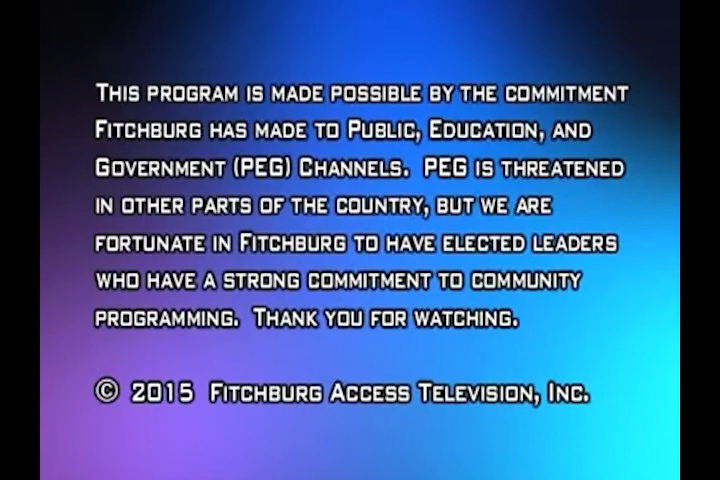 THIS PROGRAM IS MADE POSSIBLE BY THE COMMITMENT
FITCHBURG HAS MADE TO PUBLIC, EDUCATION, AND
GOVERNMENT (PEG) CHANNELS. PEG IS THREATENED
IN OTHER PARTS OF THE COUNTRY, BUT WE ARE
FORTUNATE IN FITCHBURG TO HAVE ELECTED LEADERS
WHO HAVE A STRONG COMMITMENT TO COMMUNITY
PROGRAMMING. THANK YOU FOR WATCHING.
© 2015 FITCHBURG ACCESS TELEVISION, INC.